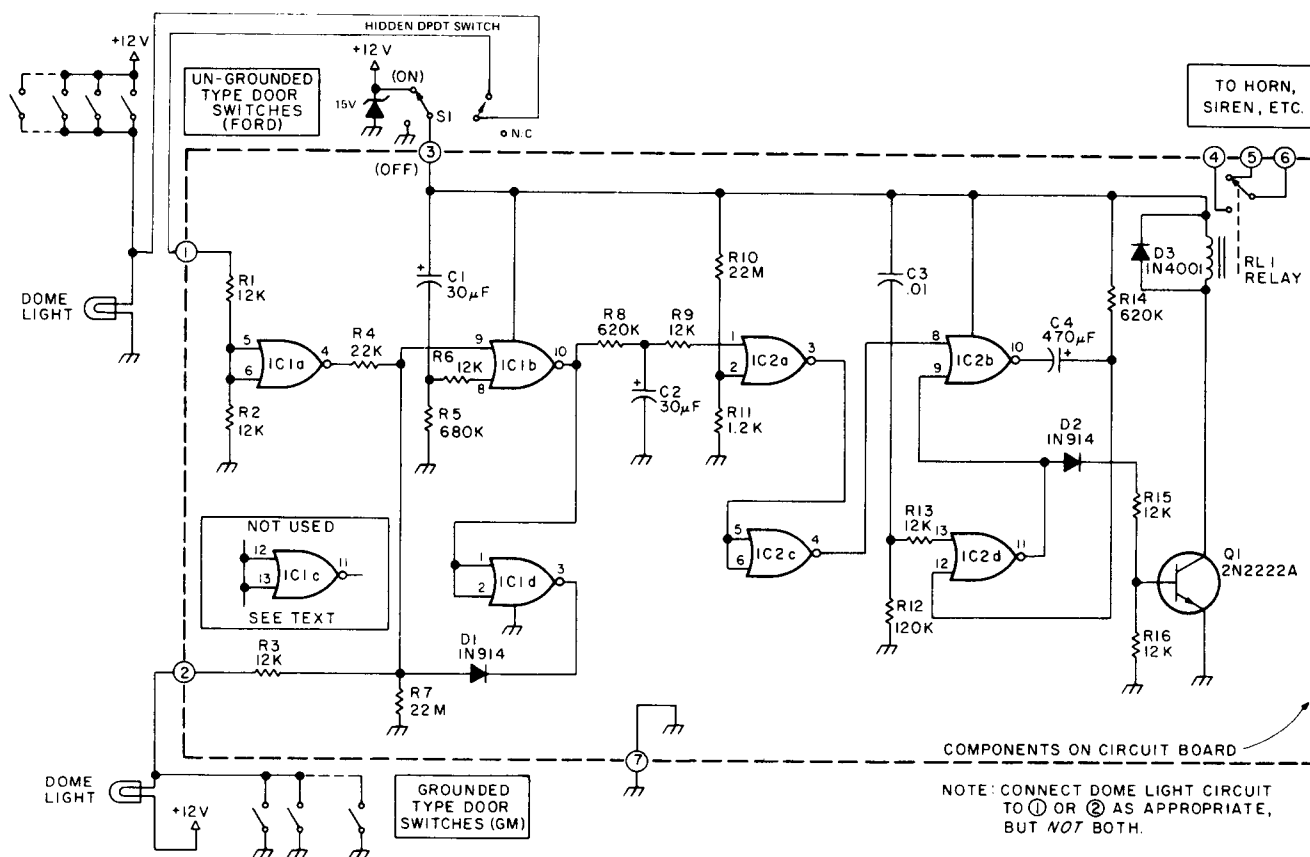 HIDDEN DPDT SWITCH
+12V
UN-GROUNDED
TYPE DOOR
SWITCHES
(FORD)
+12V
(ON)
15V
S1
N.C
3
(OFF)
TO HORN,
SIREN, ETC.
4 5 6
1
DOME
LIGHT
R1
12K
R2
12K
5
6
IC1a
4
R4
22K
C1
30µF
R6
12K
R5
680K
9
8
IC1b
10
R8
620K
R9
12K
C2
30µF
R10
22M
R11
1.2K
1
2
IC2a
3
C3
.01
8
9
IC2b
10
C4
470µF
R14
620K
D3
1N4001
RL1
RELAY
D2
1N914
NOT USED
12
13
IC1c
11
SEE TEXT
1
2
IC1d
3
5
6
IC2c
4
R13
12K
13
12
IC2d
11
R12
120K
R15
12K
R16
12K
Q1
2N2222A
2
R3
12K
D1
1N914
R7
22M
7
COMPONENTS ON CIRCUIT BOARD
DOME
LIGHT
+12V
GROUNDED
TYPE DOOR
SWITCHES (GM)
NOTE: CONNECT DOME LIGHT CIRCUIT
TO 1 OR 2 AS APPROPRIATE,
BUT NOT BOTH.